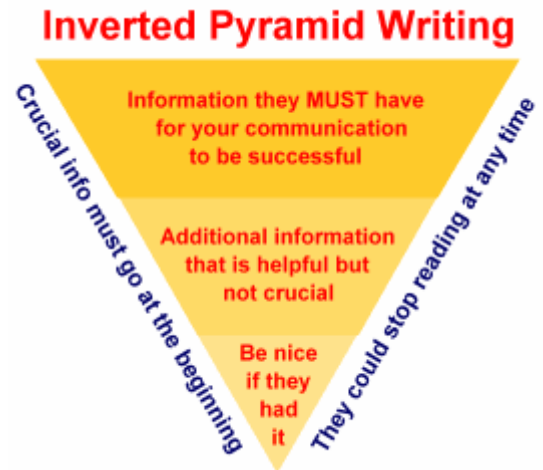 Inverted Pyramid Writing
Information they MUST have
for your communication
to be successful
Additional information
that is helpful but
not crucial
Be nice
if they
had
it
Crucial info must go at the beginning
They could stop reading at any time